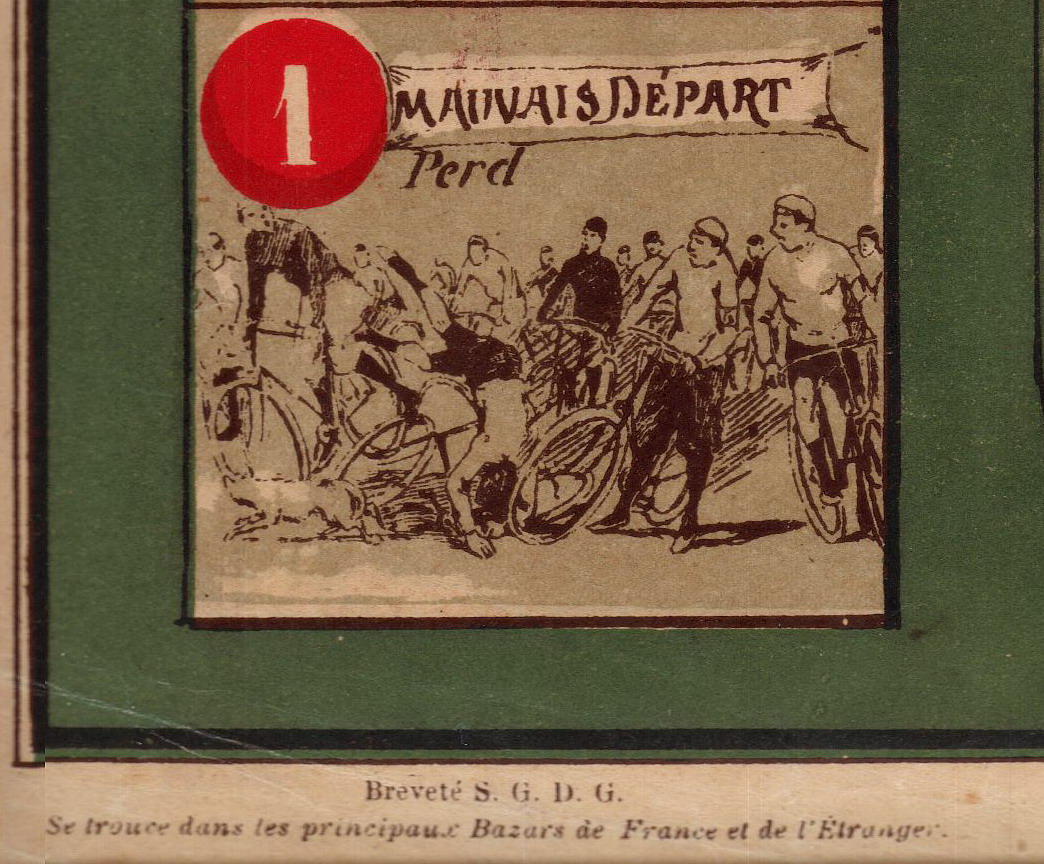 1
MAUVAIS DÉPART
Perd
Breveté S. G. D. G.
Se trouve dans les principaux Bazars de France et de l'Étranger.